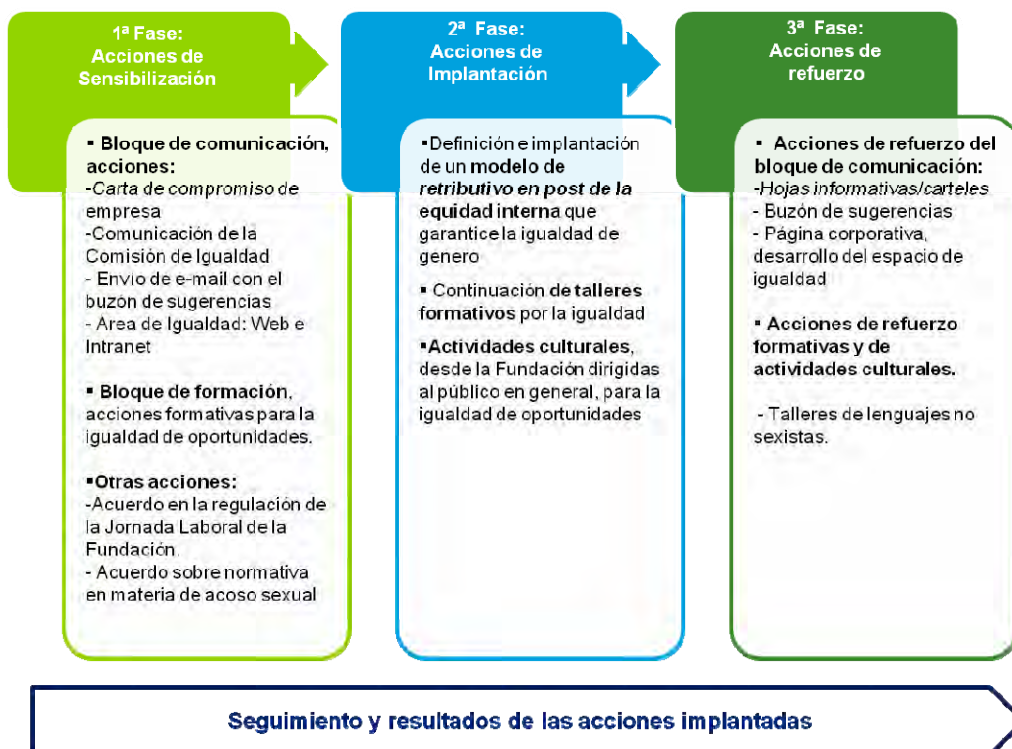 1ª Fase:
Acciones de
Sensibilización
▪ Bloque de comunicación,
acciones:
-Carta de compromiso de
empresa
-Comunicación de la
Comisión de Igualdad
- Envio de e-mail con el
buzón de sugerencias
- Area de Igualdad: Web e
Intranet
▪ Bloque de formación,
acciones formativas para la
igualdad de oportunidades.
▪Otras acciones:
-Acuerdo en la regulación de
la Jornada Laboral de la
Fundación.
- Acuerdo sobre normativa
en materia de acoso sexual
2ª Fase:
Acciones de
Implantación
▪Definición e implantación
de un modelo de
retributivo en post de la
equidad interna que
garantice la igualdad de
genero
▪ Continuación de talleres
formativos por la igualdad
▪Actividades culturales,
desde la Fundación dirigidas
al público en general, para la
igualdad de oportunidades
3ª Fase:
Acciones de
refuerzo
▪ Acciones de refuerzo del
bloque de comunicación:
-Hojas informativas/carteles
- Buzón de sugerencias
- Página corporativa,
desarrollo del espacio de
igualdad
▪ Acciones de refuerzo
formativas y de
actividades culturales.
- Talleres de lenguajes no
sexistas.
Seguimiento y resultados de las acciones implantadas